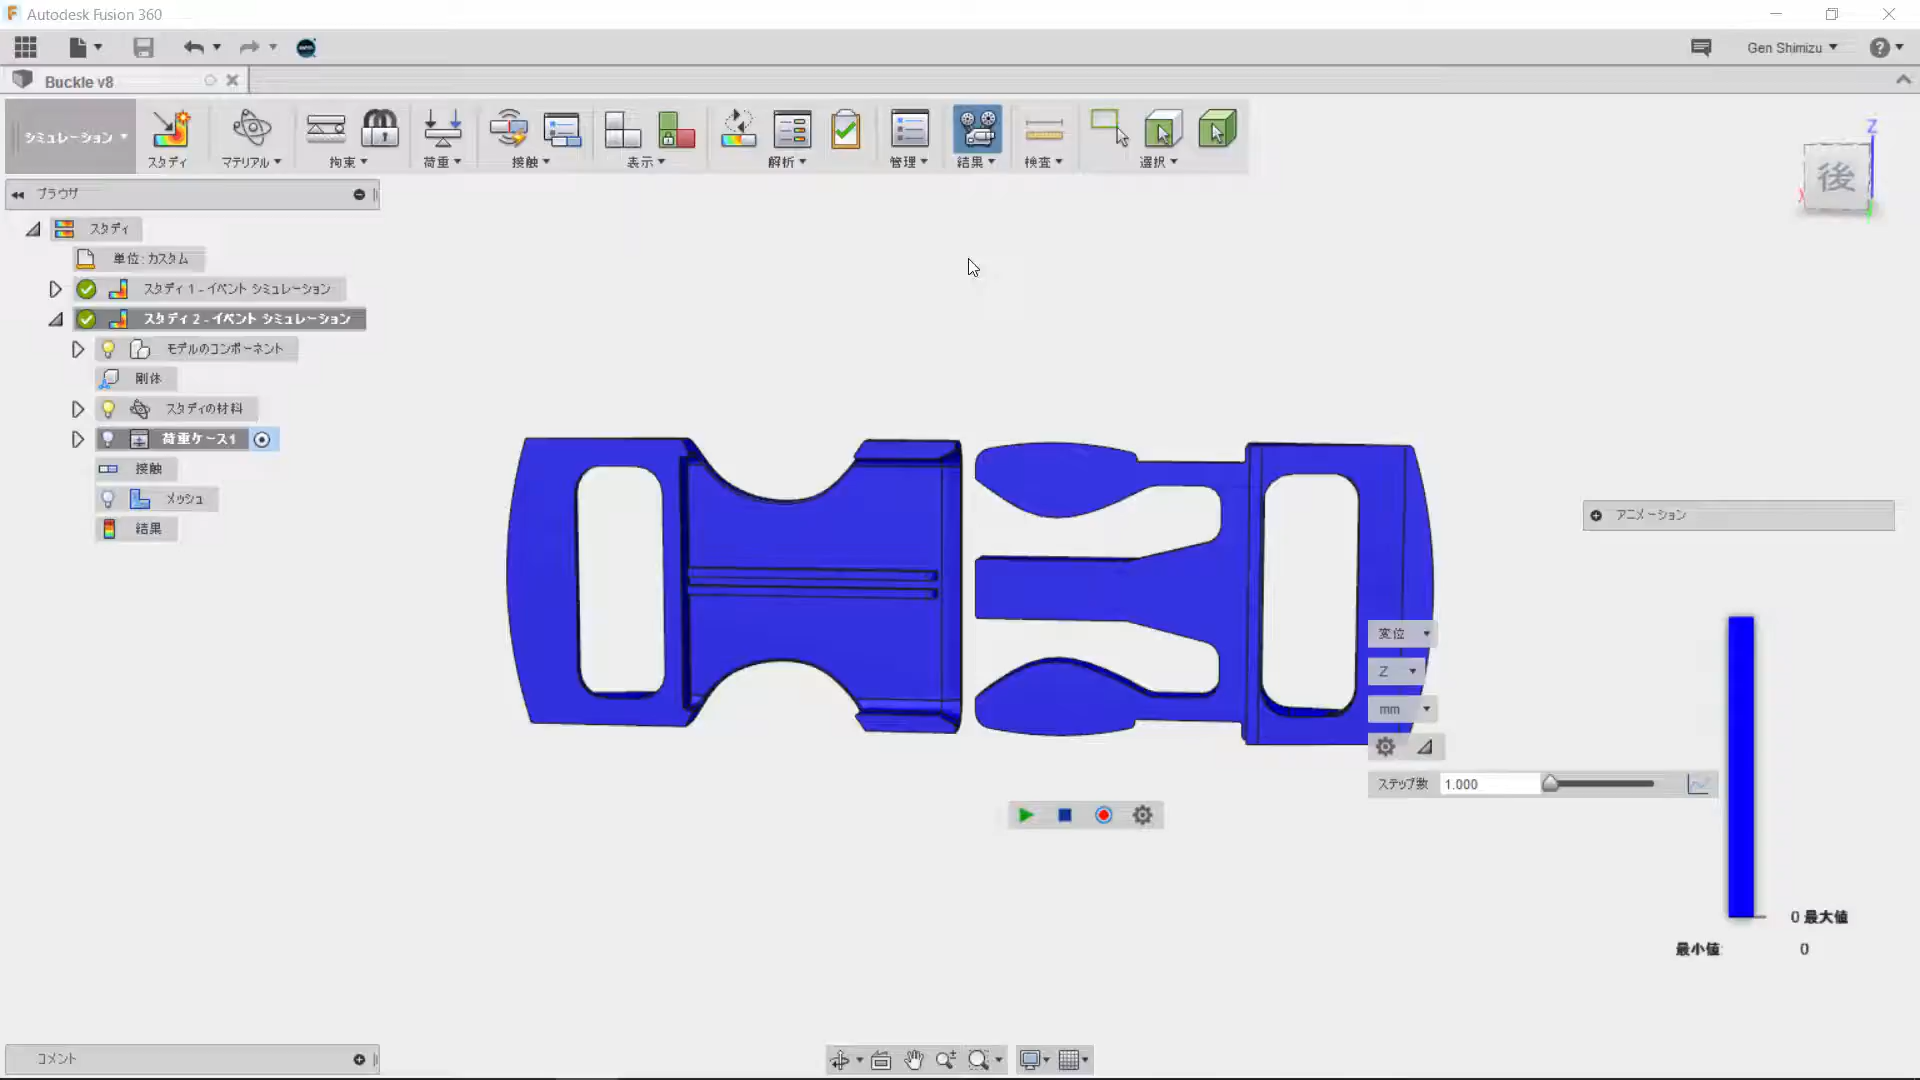 Autodesk Fusion 360
Gen Shimizu
Buckle v8
シミュレーション
スタディ
マテリアル
拘束
荷重
接触
表示
解析
管理
結果
検査
選択
Z
後
X
ブラウザ
スタディ
単位: カスタム
スタディ 1 - イベント シミュレーション
スタディ 2 - イベント シミュレーション
モデルのコンポーネント
剛体
スタディの材料
荷重ケース1
接触
メッシュ
結果
アニメーション
変位
Z
mm
ステップ数 1.000
0 最大値
最小値 0
コメント